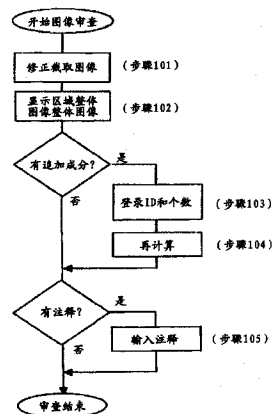 开始图像审查
修正截取图像
(步骤101)
显示区域整体
图像整体图像
(步骤102)
有追加成分?
是
否
登录ID和个数
(步骤103)
再计算
(步骤104)
有注释?
是
否
输入注释
(步骤105)
审查结束